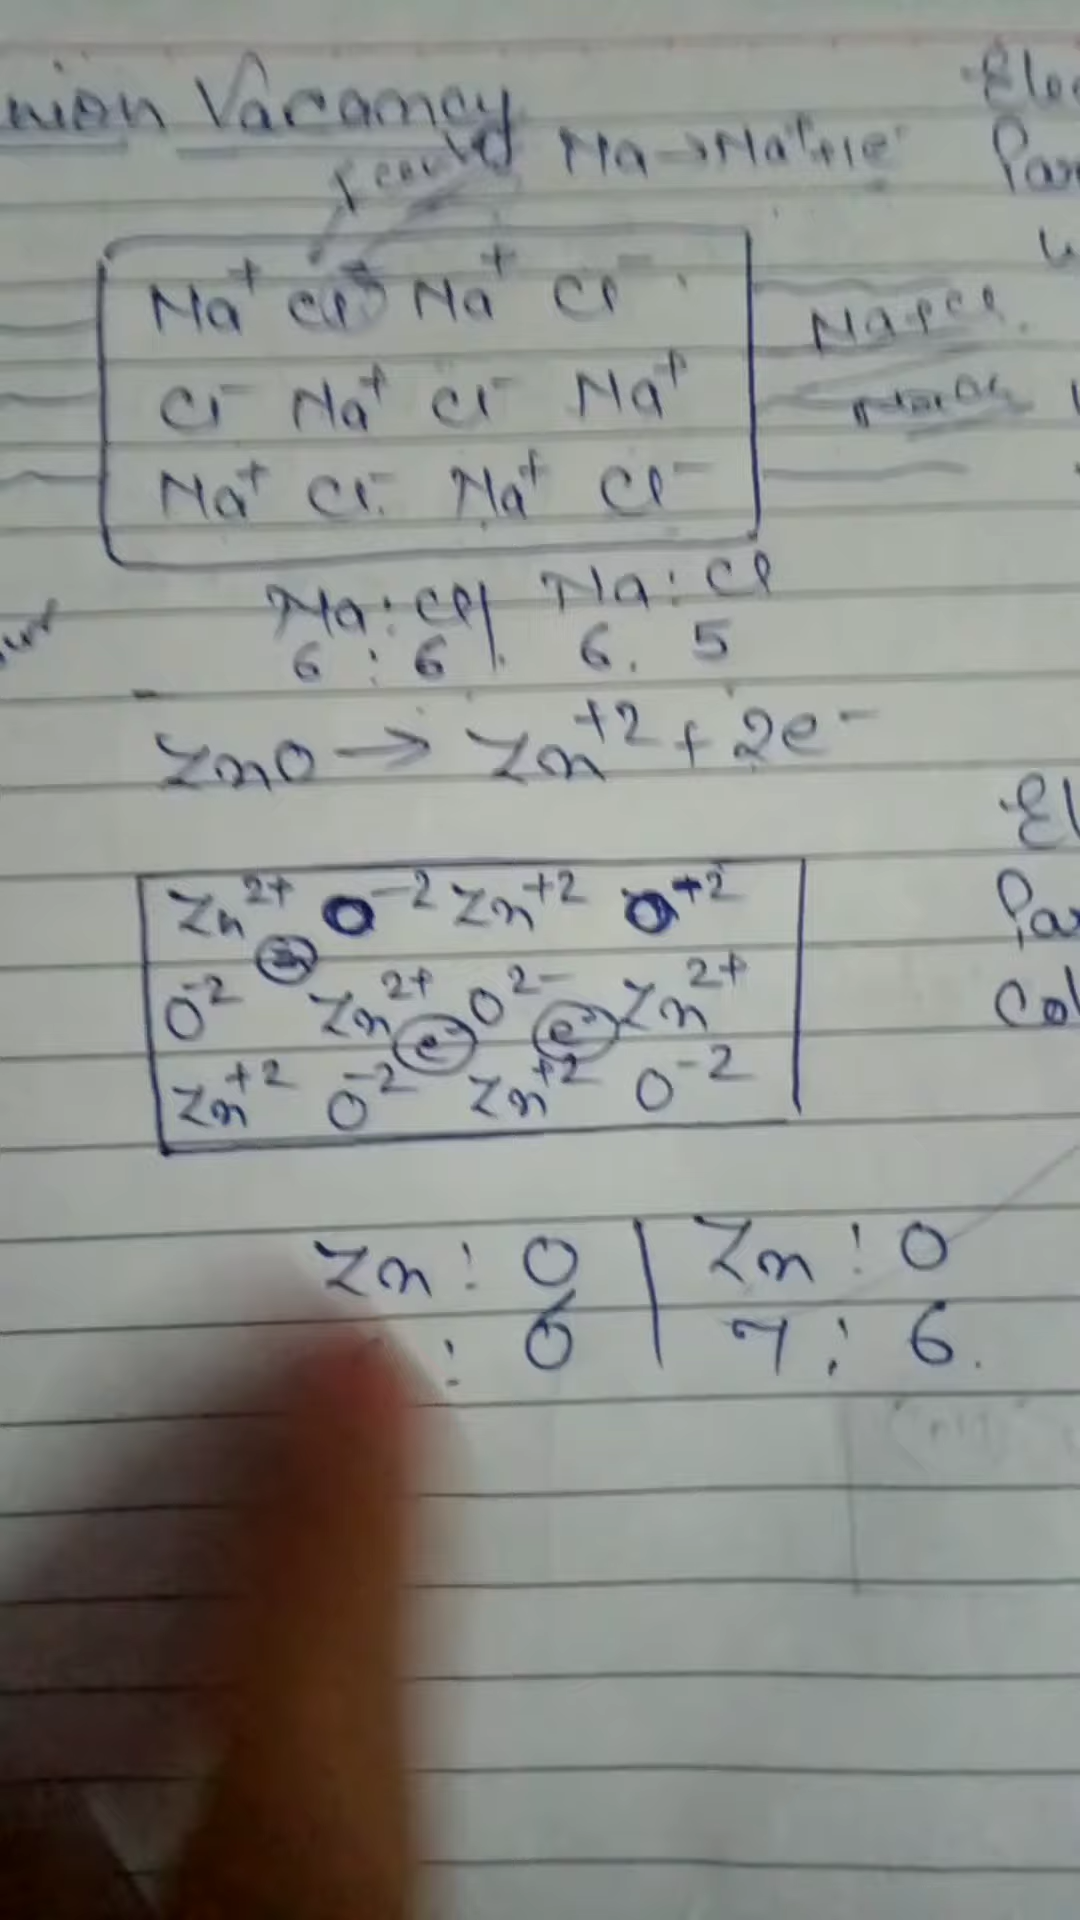 Vacancy
Na → Na⁺ + 1e⁻
Na⁺ Cl⁻ Na⁺ Cl⁻
Cl⁻ Na⁺ Cl⁻ Na⁺
Na⁺ Cl⁻ Na⁺ Cl⁻
Na : Cl | Na : Cl
6 : 6 | 6 . 5
ZnO → Zn⁺² + 2e⁻
Zn²⁺ O⁻² Zn⁺² O⁺²
O⁻² Zn²⁺ O²⁻ Zn²⁺
e⁻ e⁻
Zn⁺² O⁻² Zn⁺² O⁻²
Zn : O | Zn : O
: 6 | 7 : 6.